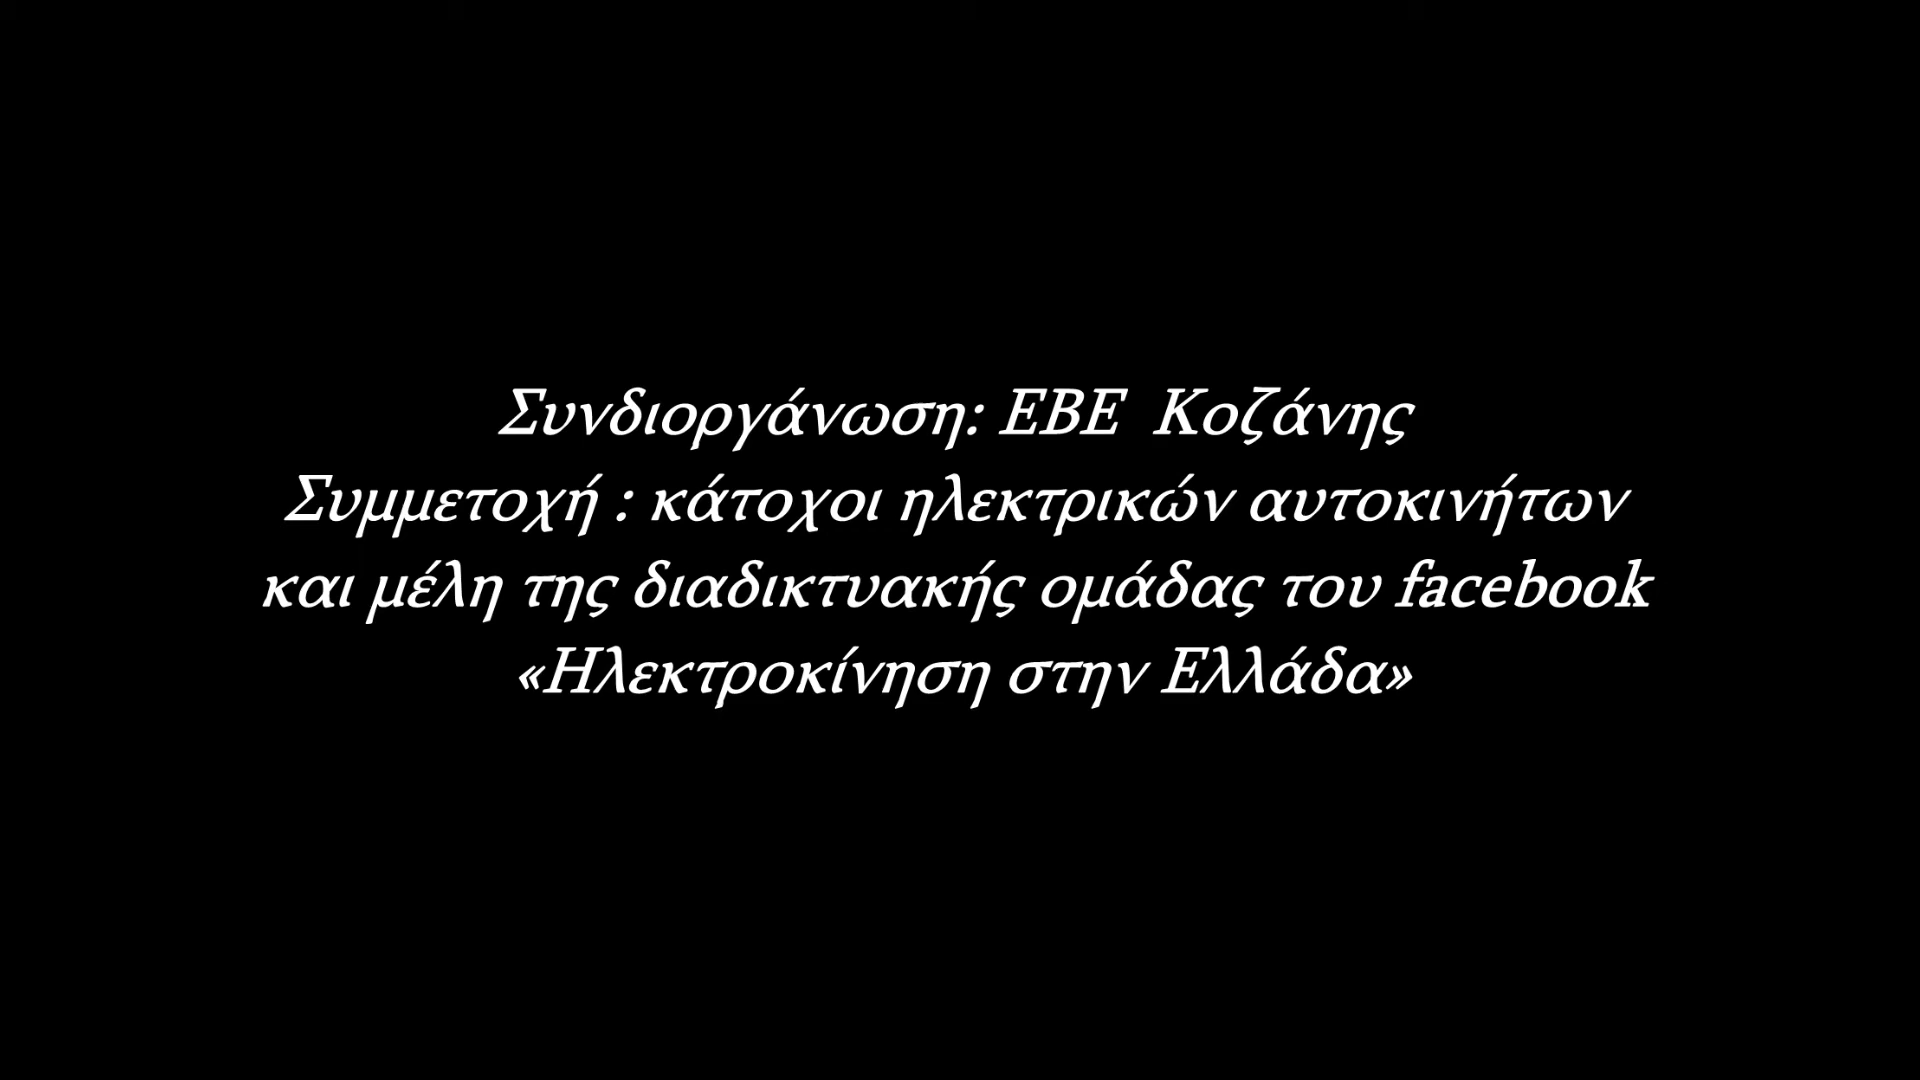 Συνδιοργάνωση: ΕΒΕ  Κοζάνης
Συμμετοχή : κάτοχοι ηλεκτρικών αυτοκινήτων
και μέλη της διαδικτυακής ομάδας του facebook
«Ηλεκτροκίνηση στην Ελλάδα»